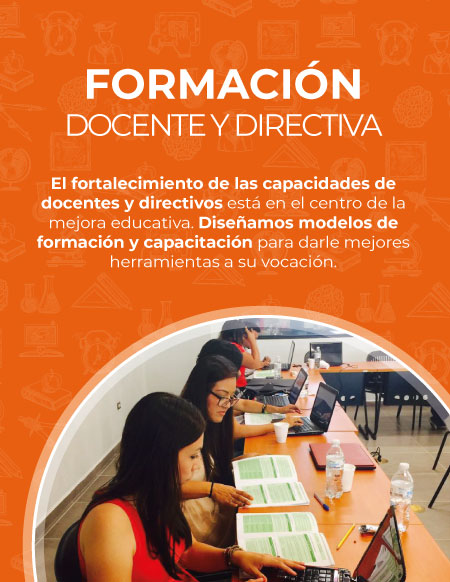 FORMACIÓN
DOCENTE Y DIRECTIVA
El fortalecimiento de las capacidades de
docentes y directivos está en el centro de la
mejora educativa. Diseñamos modelos de
formación y capacitación para darle mejores
herramientas a su vocación.